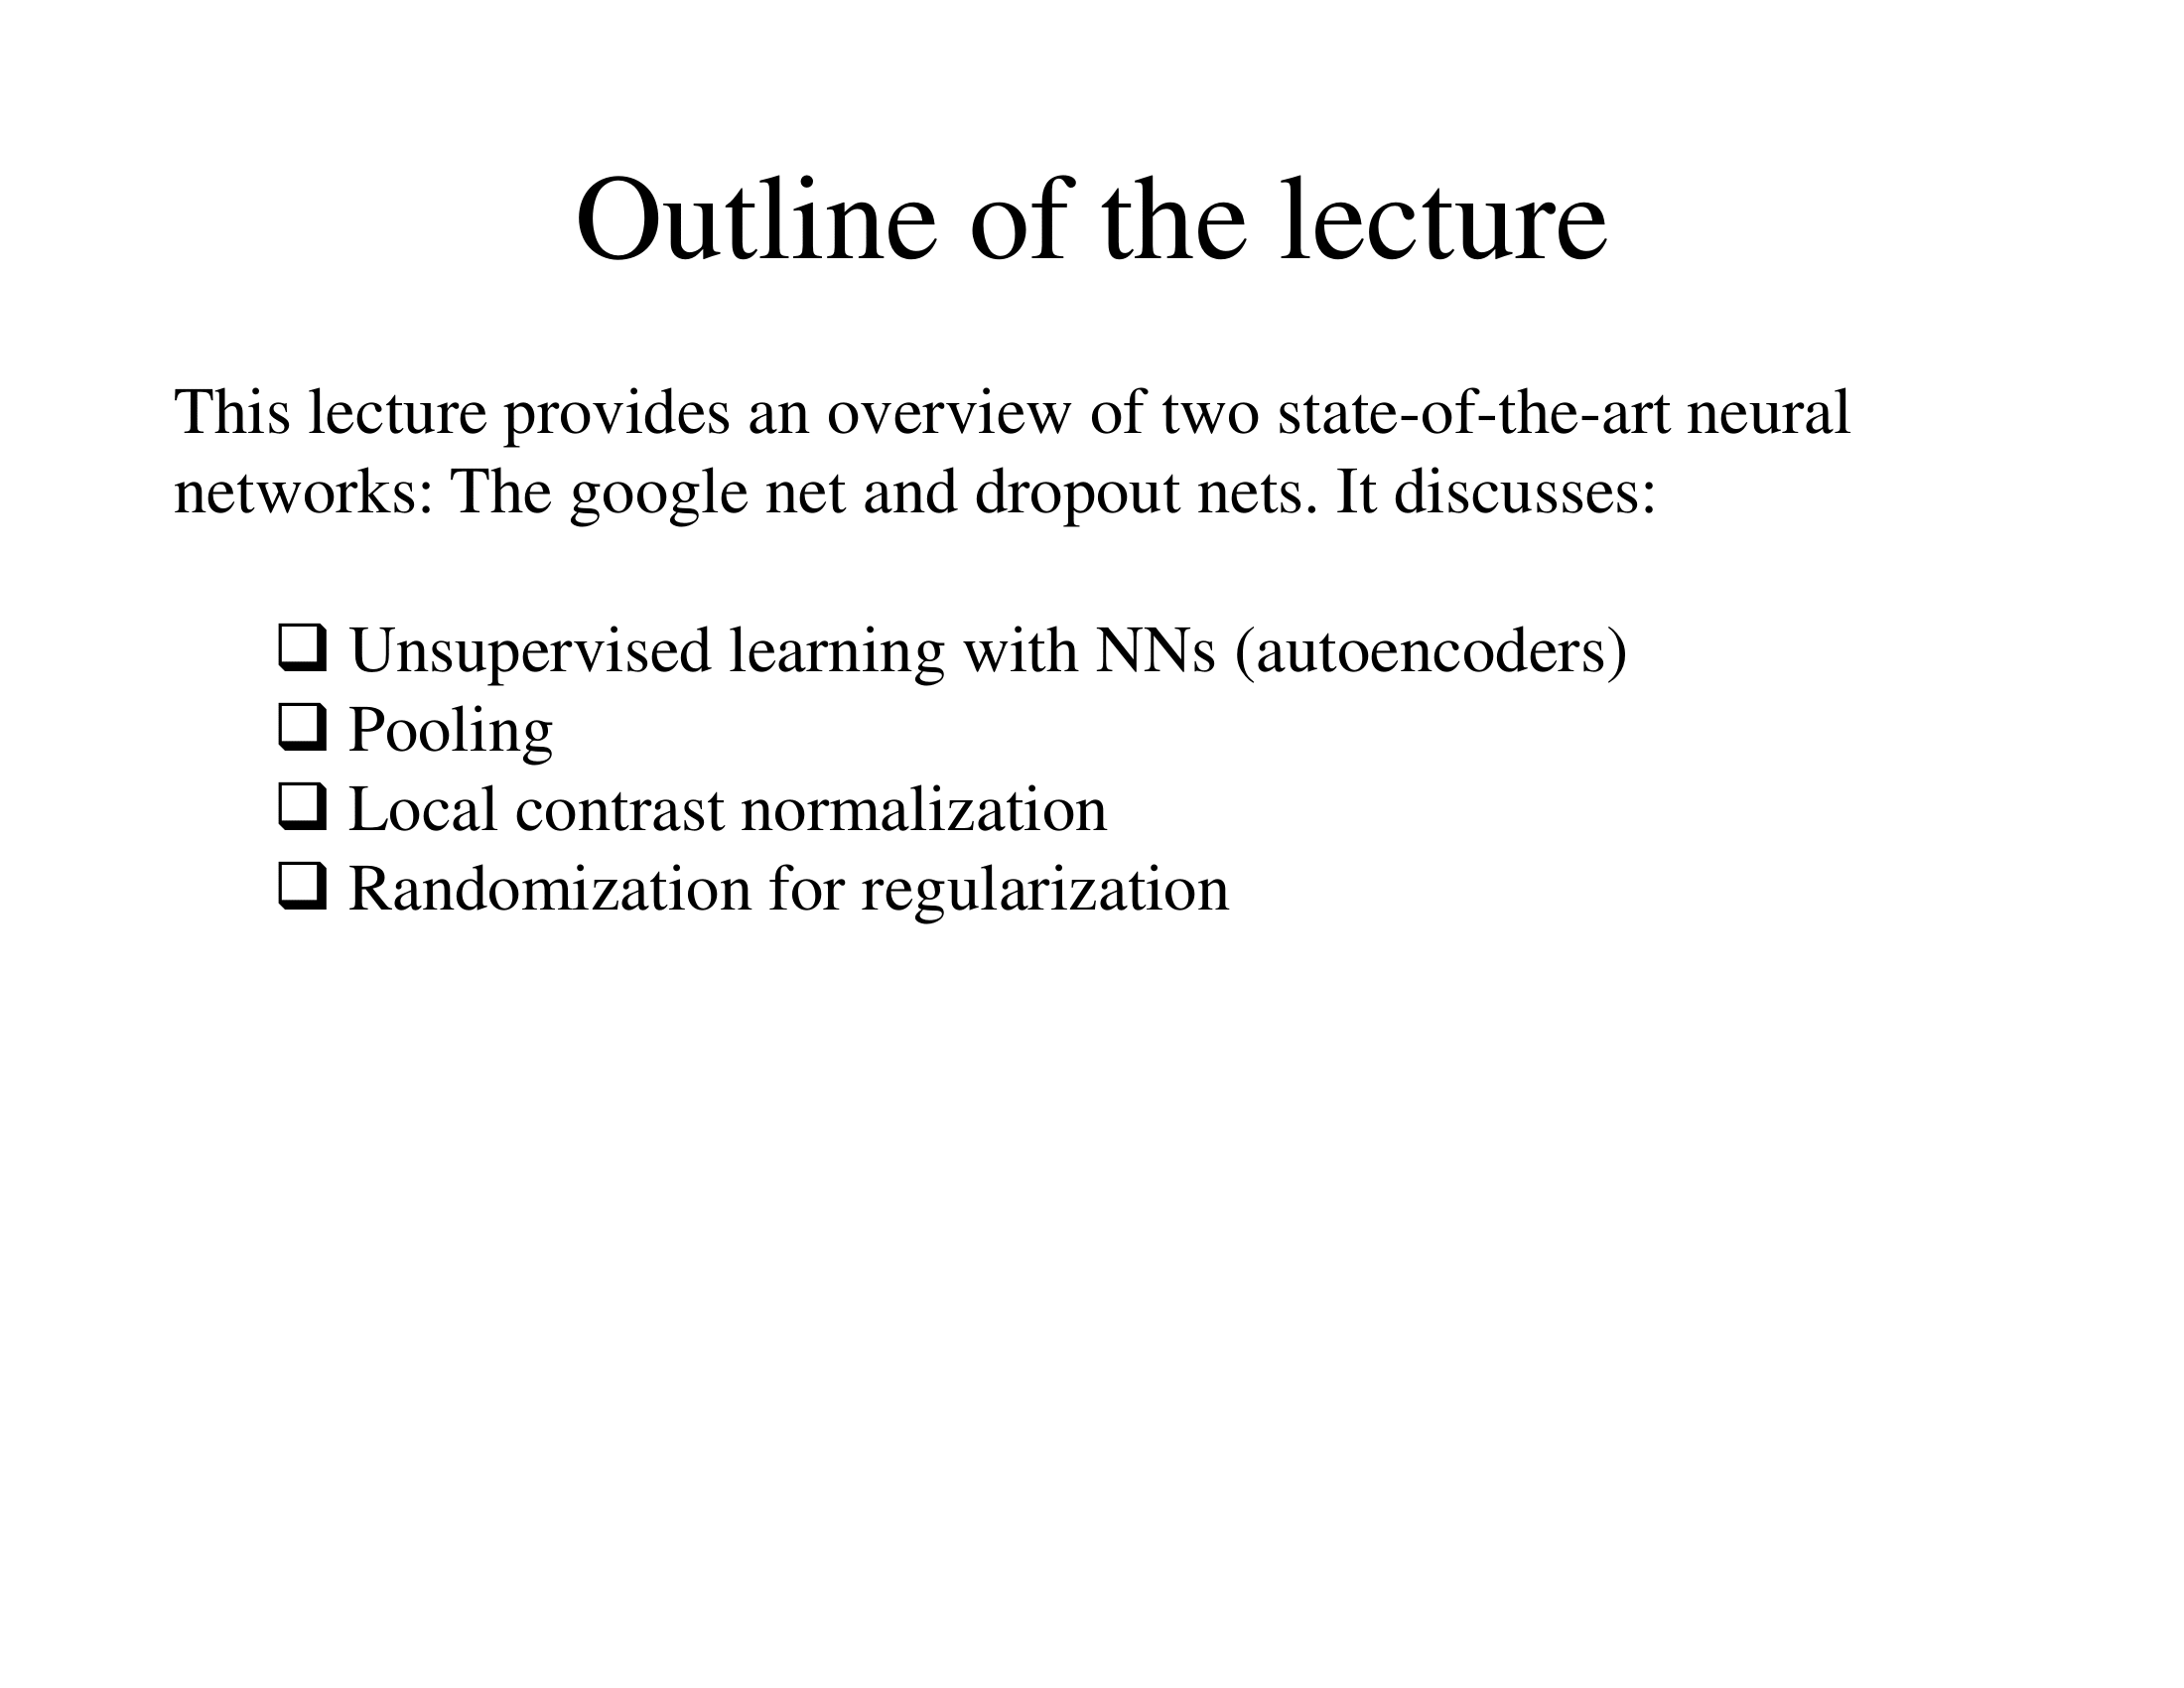 Outline of the lecture
This lecture provides an overview of two state-of-the-art neural
networks: The google net and dropout nets. It discusses:
❑ Unsupervised learning with NNs (autoencoders)
❑ Pooling
❑ Local contrast normalization
❑ Randomization for regularization